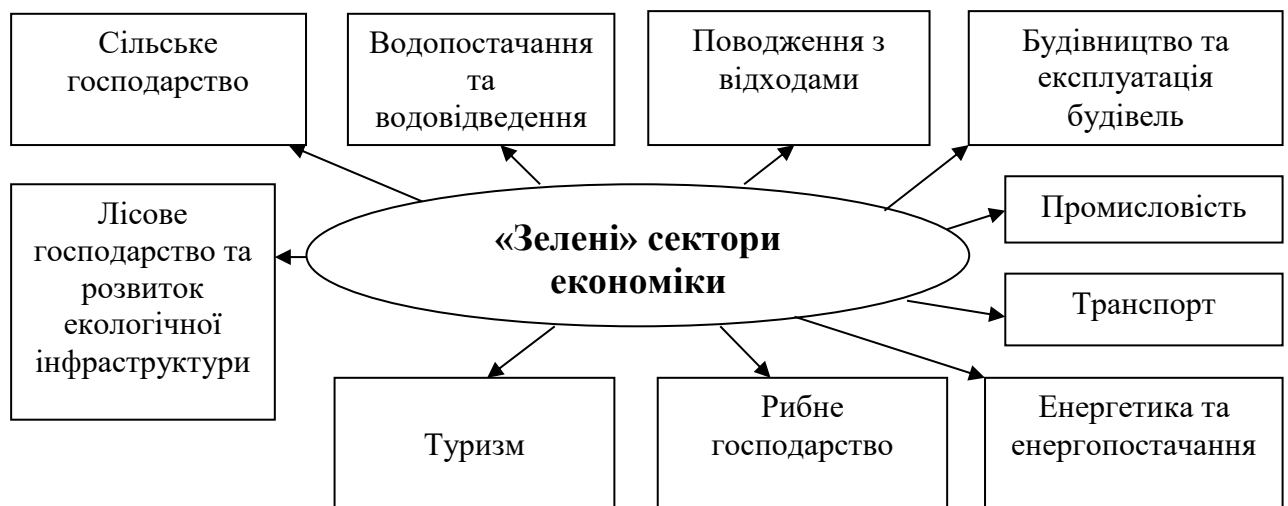 Сільське
господарство
Водопостачання
та
водовідведення
Поводження з
відходами
Будівництво та
експлуатація
будівель
Лісове
господарство та
розвиток
екологічної
інфраструктури
«Зелені» сектори
економіки
Промисловість
Транспорт
Туризм
Рибне
господарство
Енергетика та
енергопостачання